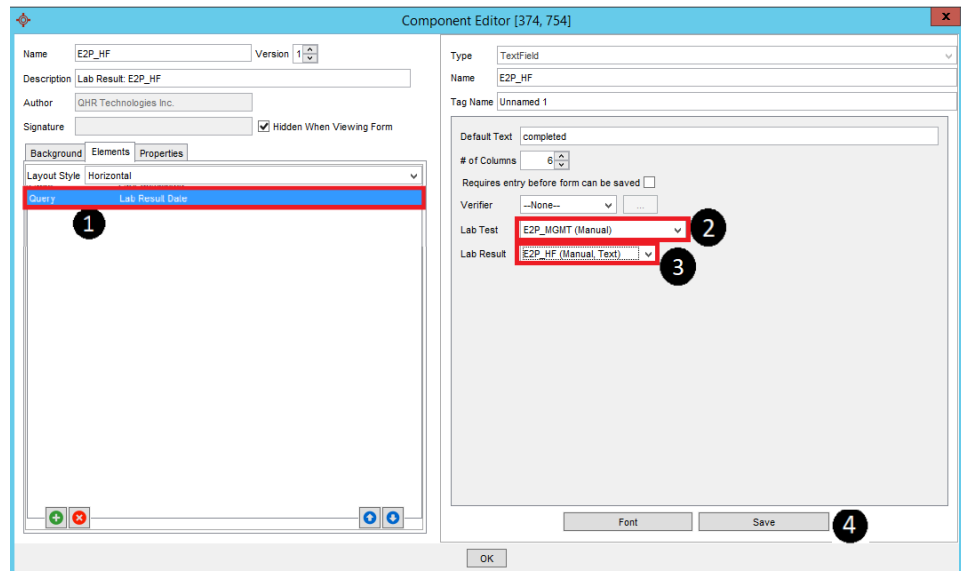 Component Editor [374, 754]
x
Name E2P_HF Version 1
Description Lab Result: E2P_HF
Author QHR Technologies Inc.
Signature Hidden When Viewing Form
Background Elements Properties
Layout Style Horizontal
Query Lab Result Date
1
Type TextField
Name E2P_HF
Tag Name Unnamed 1
Default Text completed
# of Columns 6
Requires entry before form can be saved
Verifier --None-- ...
Lab Test E2P_MGMT (Manual) 2
Lab Result E2P_HF (Manual, Text) 3
Font Save 4
OK